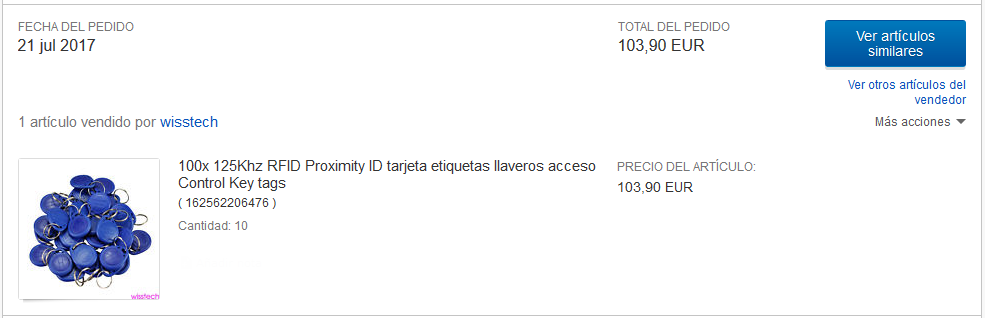 FECHA DEL PEDIDO
21 jul 2017
TOTAL DEL PEDIDO
103,90 EUR
Ver artículos
similares
Ver otros artículos del
vendedor
1 artículo vendido por wisstech
Más acciones
100x 125Khz RFID Proximity ID tarjeta etiquetas llaveros acceso
Control Key tags
( 162562206476 )
Cantidad: 10
PRECIO DEL ARTÍCULO:
103,90 EUR
wisstech